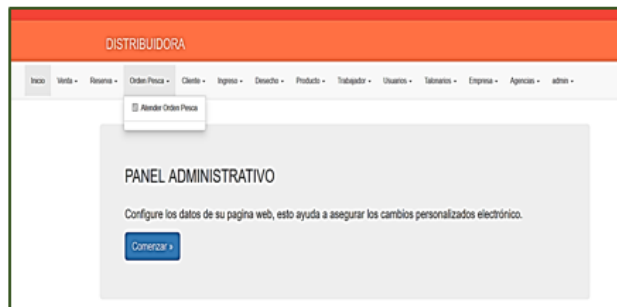 DISTRIBUIDORA
Inicio Venta Reserva Orden Pesca Cliente Ingreso Desecho Producto Trabajador Usuarios Talonarios Empresa Agencias admin
Atender Orden Pesca
PANEL ADMINISTRATIVO
Configure los datos de su pagina web, esto ayuda a asegurar los cambios personalizados electrónico.
Comenzar »